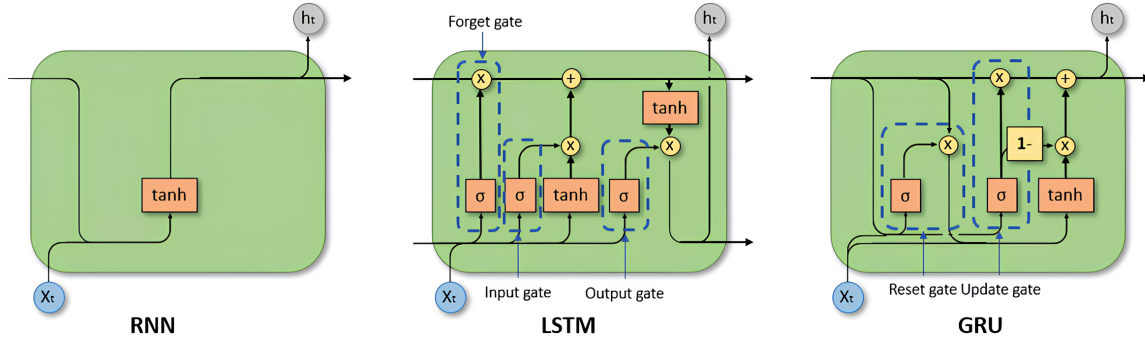 ht
tanh
Xt
RNN
Forget gate
ht
x
+
tanh
x
x
σ
σ
tanh
σ
Xt
Input gate
Output gate
LSTM
ht
x
+
x
1-
x
σ
σ
tanh
Xt
Reset gate
Update gate
GRU